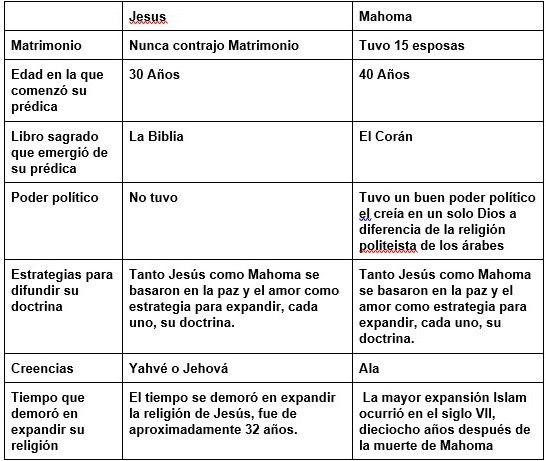 Jesus
Mahoma
Matrimonio
Nunca contrajo Matrimonio
Tuvo 15 esposas
Edad en la que
comenzó su
prédica
30 Años
40 Años
Libro sagrado
que emergió de
su prédica
La Biblia
El Corán
Poder político
No tuvo
Tuvo un buen poder político
el creía en un solo Dios a
diferencia de la religión
politeista de los árabes
Estrategias para
difundir su
doctrina
Tanto Jesús como Mahoma se
basaron en la paz y el amor como
estrategia para expandir, cada
uno, su doctrina.
Tanto Jesús como Mahoma
se basaron en la paz y el
amor como estrategia para
expandir, cada uno, su
doctrina.
Creencias
Yahvé o Jehová
Ala
Tiempo que
demoró en
expandir su
religión
El tiempo se demoró en expandir
la religión de Jesús, fue de
aproximadamente 32 años.
La mayor expansión Islam
ocurrió en el siglo VII,
dieciocho años después de
la muerte de Mahoma